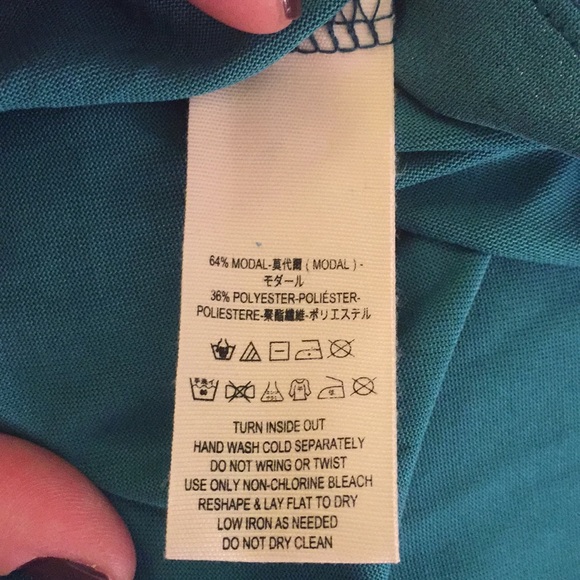 64% MODAL-莫代爾 ( MODAL ) -
モダール
36% POLYESTER-POLIÉSTER-
POLIESTERE-聚酯纖維-ポリエステル
TURN INSIDE OUT
HAND WASH COLD SEPARATELY
DO NOT WRING OR TWIST
USE ONLY NON-CHLORINE BLEACH
RESHAPE & LAY FLAT TO DRY
LOW IRON AS NEEDED
DO NOT DRY CLEAN